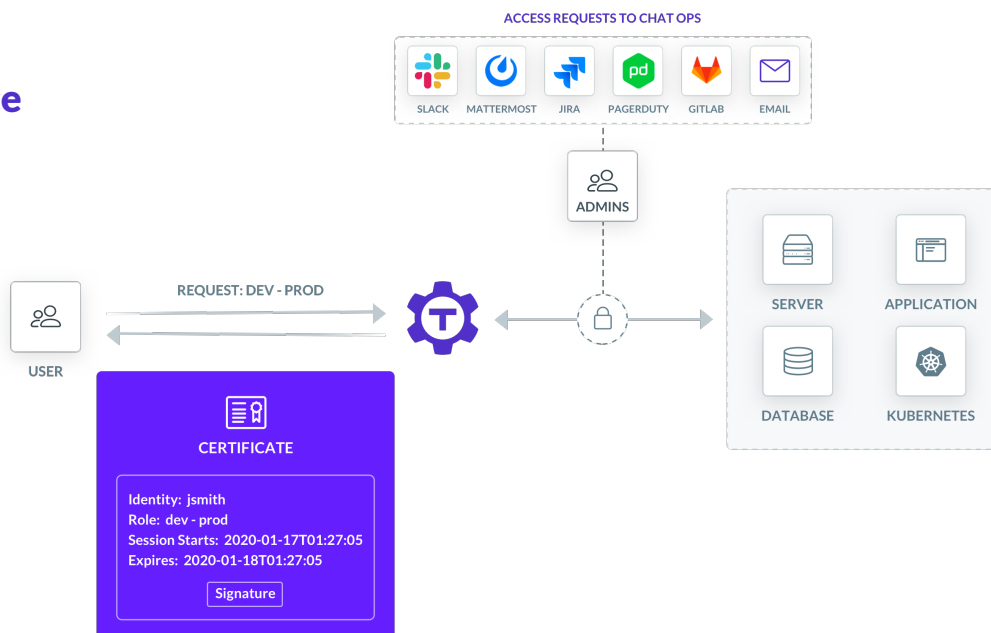 ACCESS REQUESTS TO CHAT OPS
e
SLACK MATTERMOST JIRA PAGERDUTY GITLAB EMAIL
pd
ADMINS
REQUEST: DEV - PROD
T
USER
SERVER APPLICATION
DATABASE KUBERNETES
CERTIFICATE
Identity: jsmith
Role: dev - prod
Session Starts: 2020-01-17T01:27:05
Expires: 2020-01-18T01:27:05
Signature